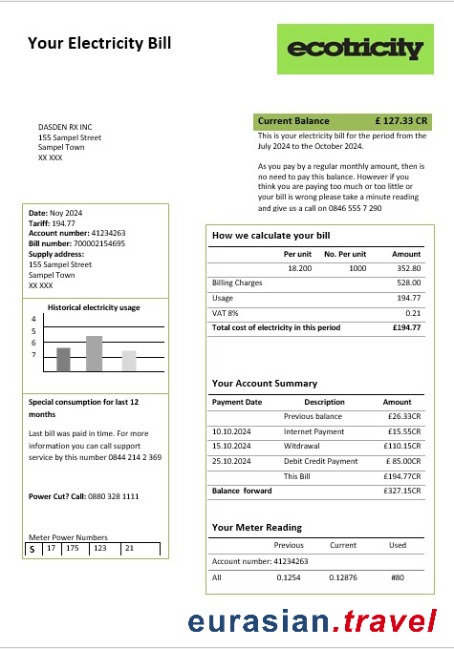 Your Electricity Bill
ecotricity
DASDEN RX INC
155 Sampel Street
Sampel Town
XX XXX
Current Balance £ 127.33 CR
This is your electricity bill for the period from the
July 2024 to the October 2024.
As you pay by a regular monthly amount, then is
no need to pay this balance. However if you
think you are paying too much or too little or
your bill is wrong please take a minute reading
and give us a call on 0846 555 7 290
Date: Noy 2024
Tariff: 194.77
Account number: 41234263
Bill number: 700002154695
Supply address:
155 Sampel Street
Sampel Town
XX XXX
Historical electricity usage
4
5
6
7
Special consumption for last 12
months
Last bill was paid in time. For more
information you can call support
service by this number 0844 214 2 369
Power Cut? Call: 0880 328 1111
Meter Power Numbers
S 17 175 123 21
How we calculate your bill
Per unit No. Per unit Amount
18.200 1000 352.80
Billing Charges 528.00
Usage 194.77
VAT 8% 0.21
Total cost of electricity in this period £194.77
Your Account Summary
Payment Date Description Amount
Previous balance £26.33CR
10.10.2024 Internet Payment £15.55CR
15.10.2024 Witdrawal £110.15CR
25.10.2024 Debit Credit Payment £ 85.00CR
This Bill £194.77CR
Balance forward £327.15CR
Your Meter Reading
Previous Current Used
Account number: 41234263
All 0.1254 0.12876 #80
eurasian.travel